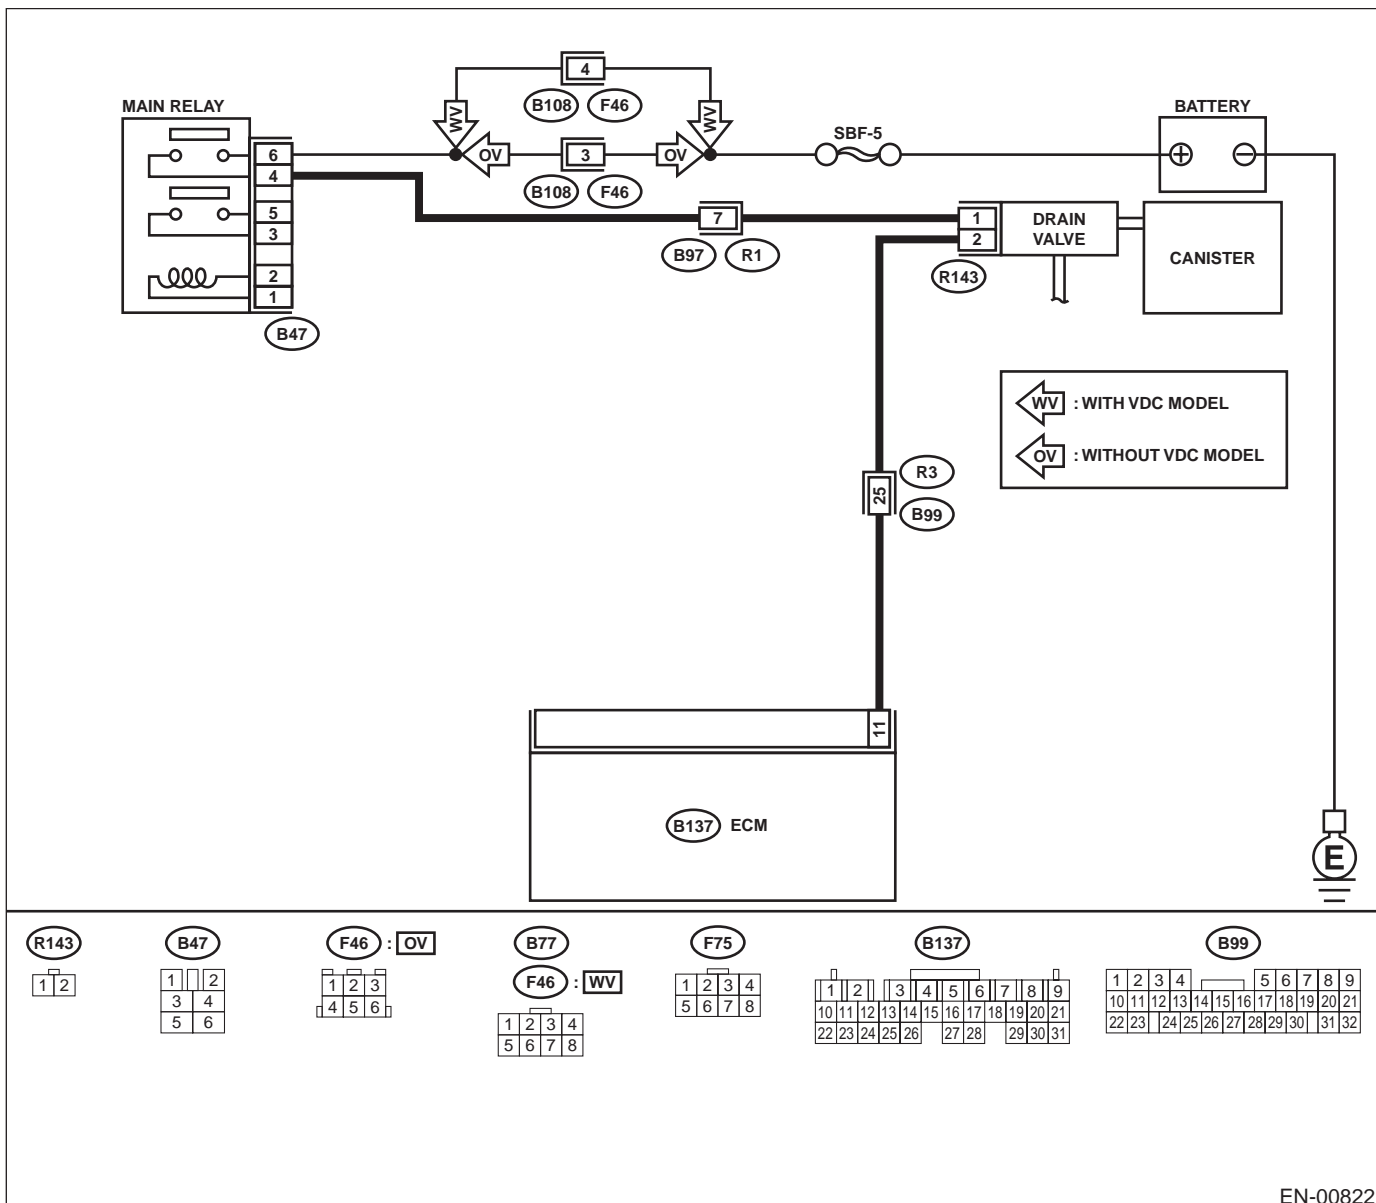 4
B108 F46
MAIN RELAY
BATTERY
WV WV
SBF-5
6 OV 3 OV
4
B108 F46
5
3
7
B97 R1
1 DRAIN
2 VALVE
R143
CANISTER
2
1
B47
WV : WITH VDC MODEL
OV : WITHOUT VDC MODEL
R3
25
B99
11
B137 ECM
E
R143
1 2
B47
1 2
3 4
5 6
F46 : OV
1 2 3
4 5 6
B77
F46 : WV
1 2 3 4
5 6 7 8
F75
1 2 3 4
5 6 7 8
B137
1 2 3 4 5 6 7 8 9
10 11 12 13 14 15 16 17 18 19 20 21
22 23 24 25 26 27 28 29 30 31
B99
1 2 3 4 5 6 7 8 9
10 11 12 13 14 15 16 17 18 19 20 21
22 23 24 25 26 27 28 29 30 31 32
EN-00822